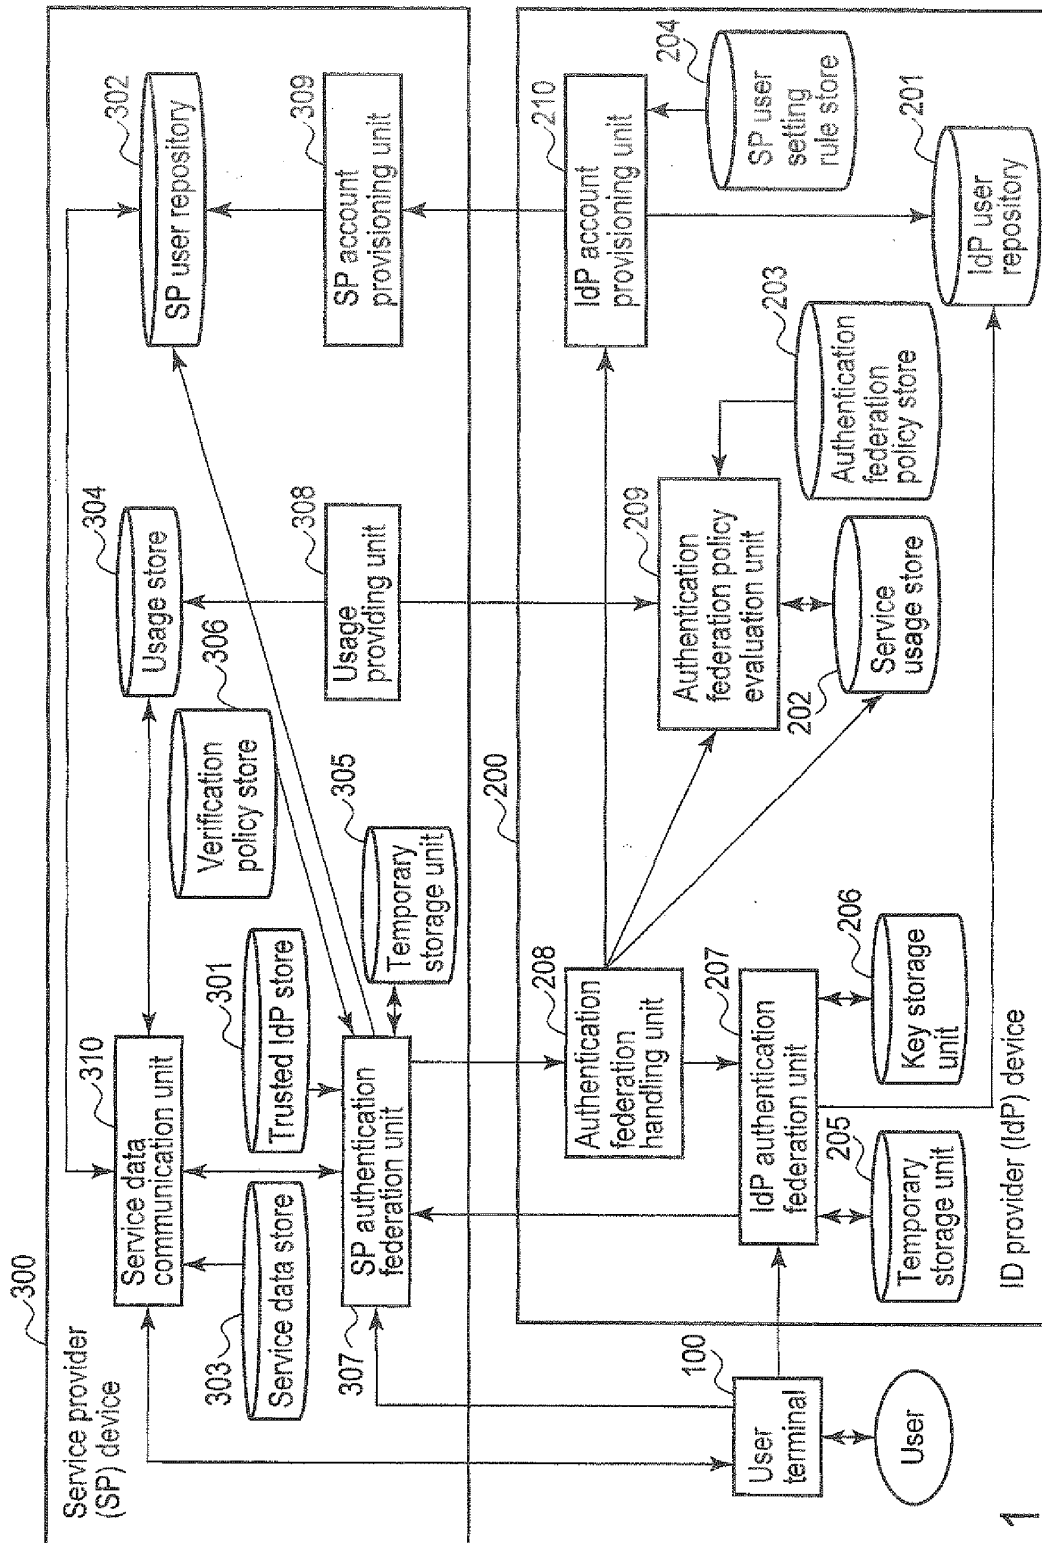 300
Service provider
(SP) device
310
Service data
communication unit
304
Usage store
302
SP user repository
306
Verification
policy store
301
Trusted IdP store
303
Service data store
305
Temporary
storage unit
308
Usage
providing unit
309
SP account
provisioning unit
307
SP authentication
federation unit
200
208
Authentication
federation
handling unit
210
IdP account
provisioning unit
204
SP user
setting
rule store
209
Authentication
federation policy
evaluation unit
203
Authentication
federation
policy store
201
IdP user
repository
100
User
terminal
207
IdP authentication
federation unit
202
Service
usage store
205
Temporary
storage unit
206
Key storage
unit
User
ID provider (IdP) device
1